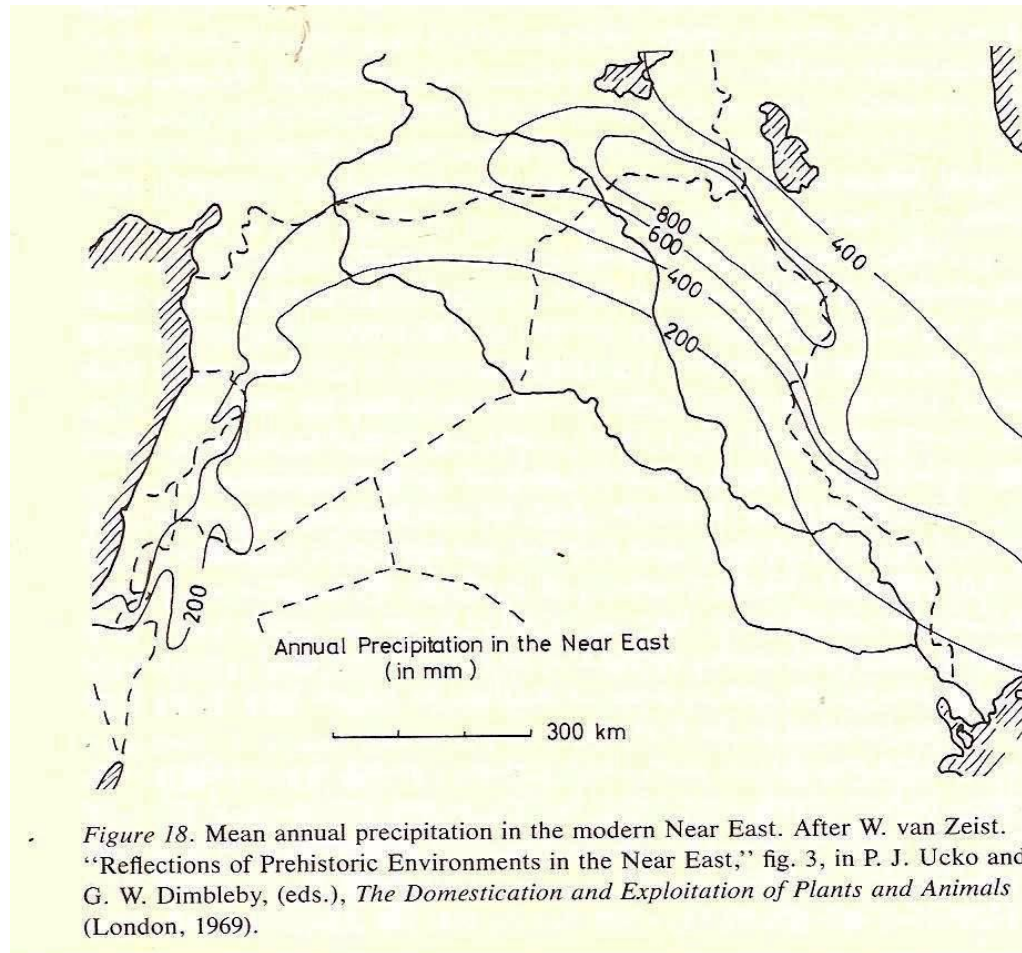 800
600
400
400
200
200
Annual Precipitation in the Near East
(in mm)
300 km
Figure 18. Mean annual precipitation in the modern Near East. After W. van Zeist.
“Reflections of Prehistoric Environments in the Near East,” fig. 3, in P. J. Ucko and
G. W. Dimbleby, (eds.), The Domestication and Exploitation of Plants and Animals
(London, 1969).